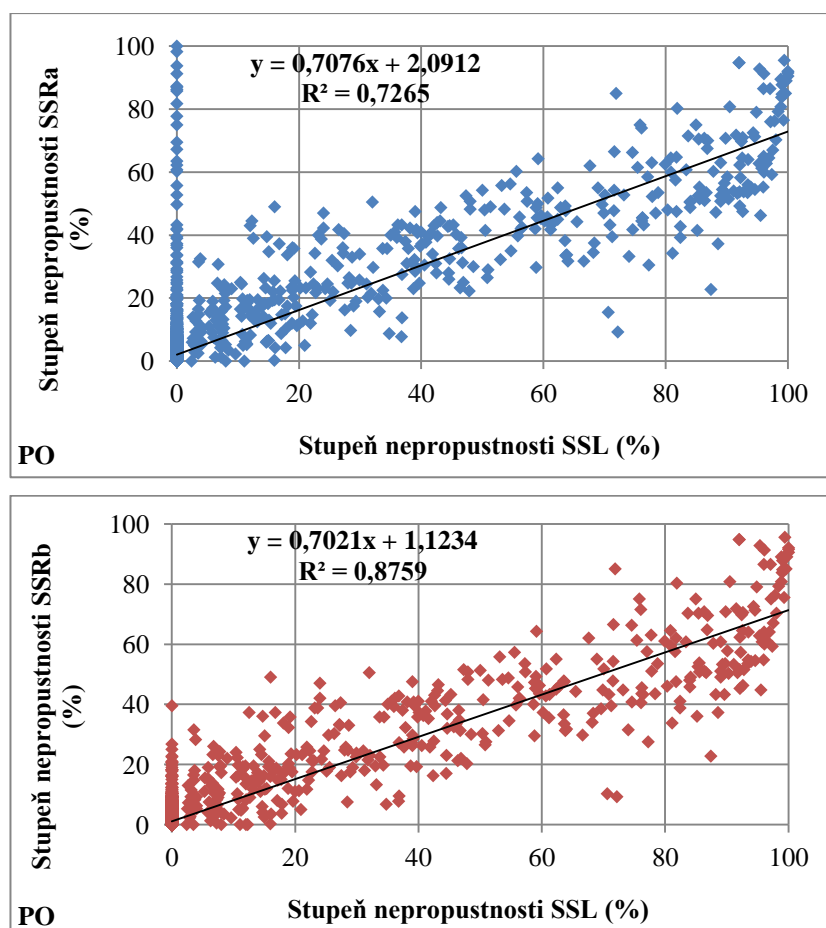 y = 0,7076x + 2,0912
R² = 0,7265
Stupeň nepropustnosti SSRa
(%)
100
80
60
40
20
0
0 20 40 60 80 100
Stupeň nepropustnosti SSL (%)
PO
y = 0,7021x + 1,1234
R² = 0,8759
Stupeň nepropustnosti SSRb
(%)
100
80
60
40
20
0
0 20 40 60 80 100
Stupeň nepropustnosti SSL (%)
PO